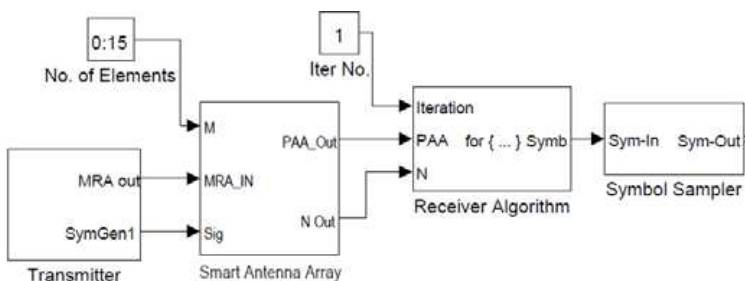 0:15
No. of Elements
1
Iter No.
MRA out
SymGen1
Transmitter
M
MRA_IN
Sig
PAA_Out
N Out
Smart Antenna Array
Iteration
PAA
for { ... }
Symb
N
Receiver Algorithm
Sym-In
Sym-Out
Symbol Sampler